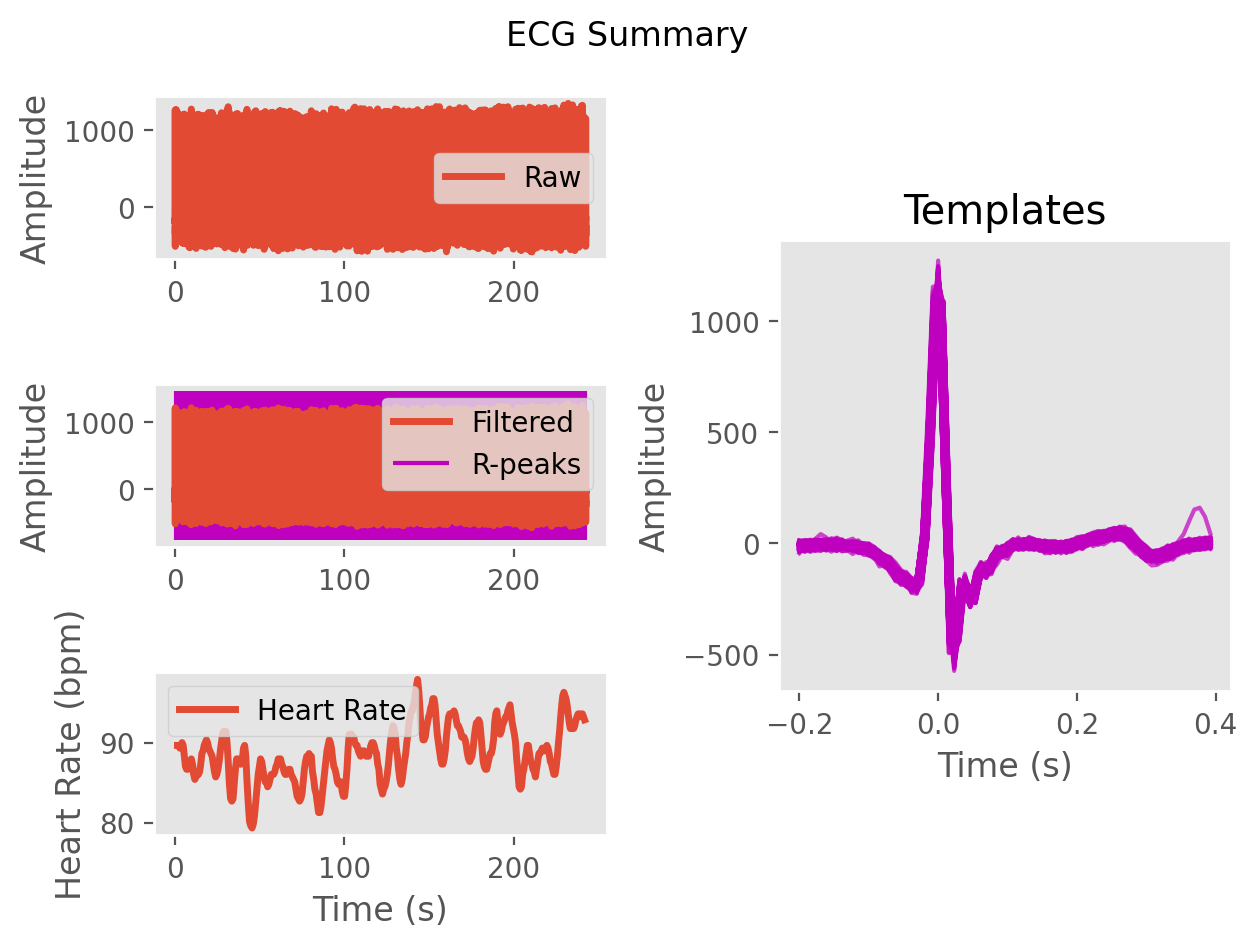 ECG Summary
Amplitude
1000
0
Raw
0
100
200
Amplitude
1000
0
Filtered
R-peaks
0
100
200
Heart Rate (bpm)
90
80
Heart Rate
0
100
200
Time (s)
Templates
Amplitude
1000
500
0
−500
−0.2
0.0
0.2
0.4
Time (s)